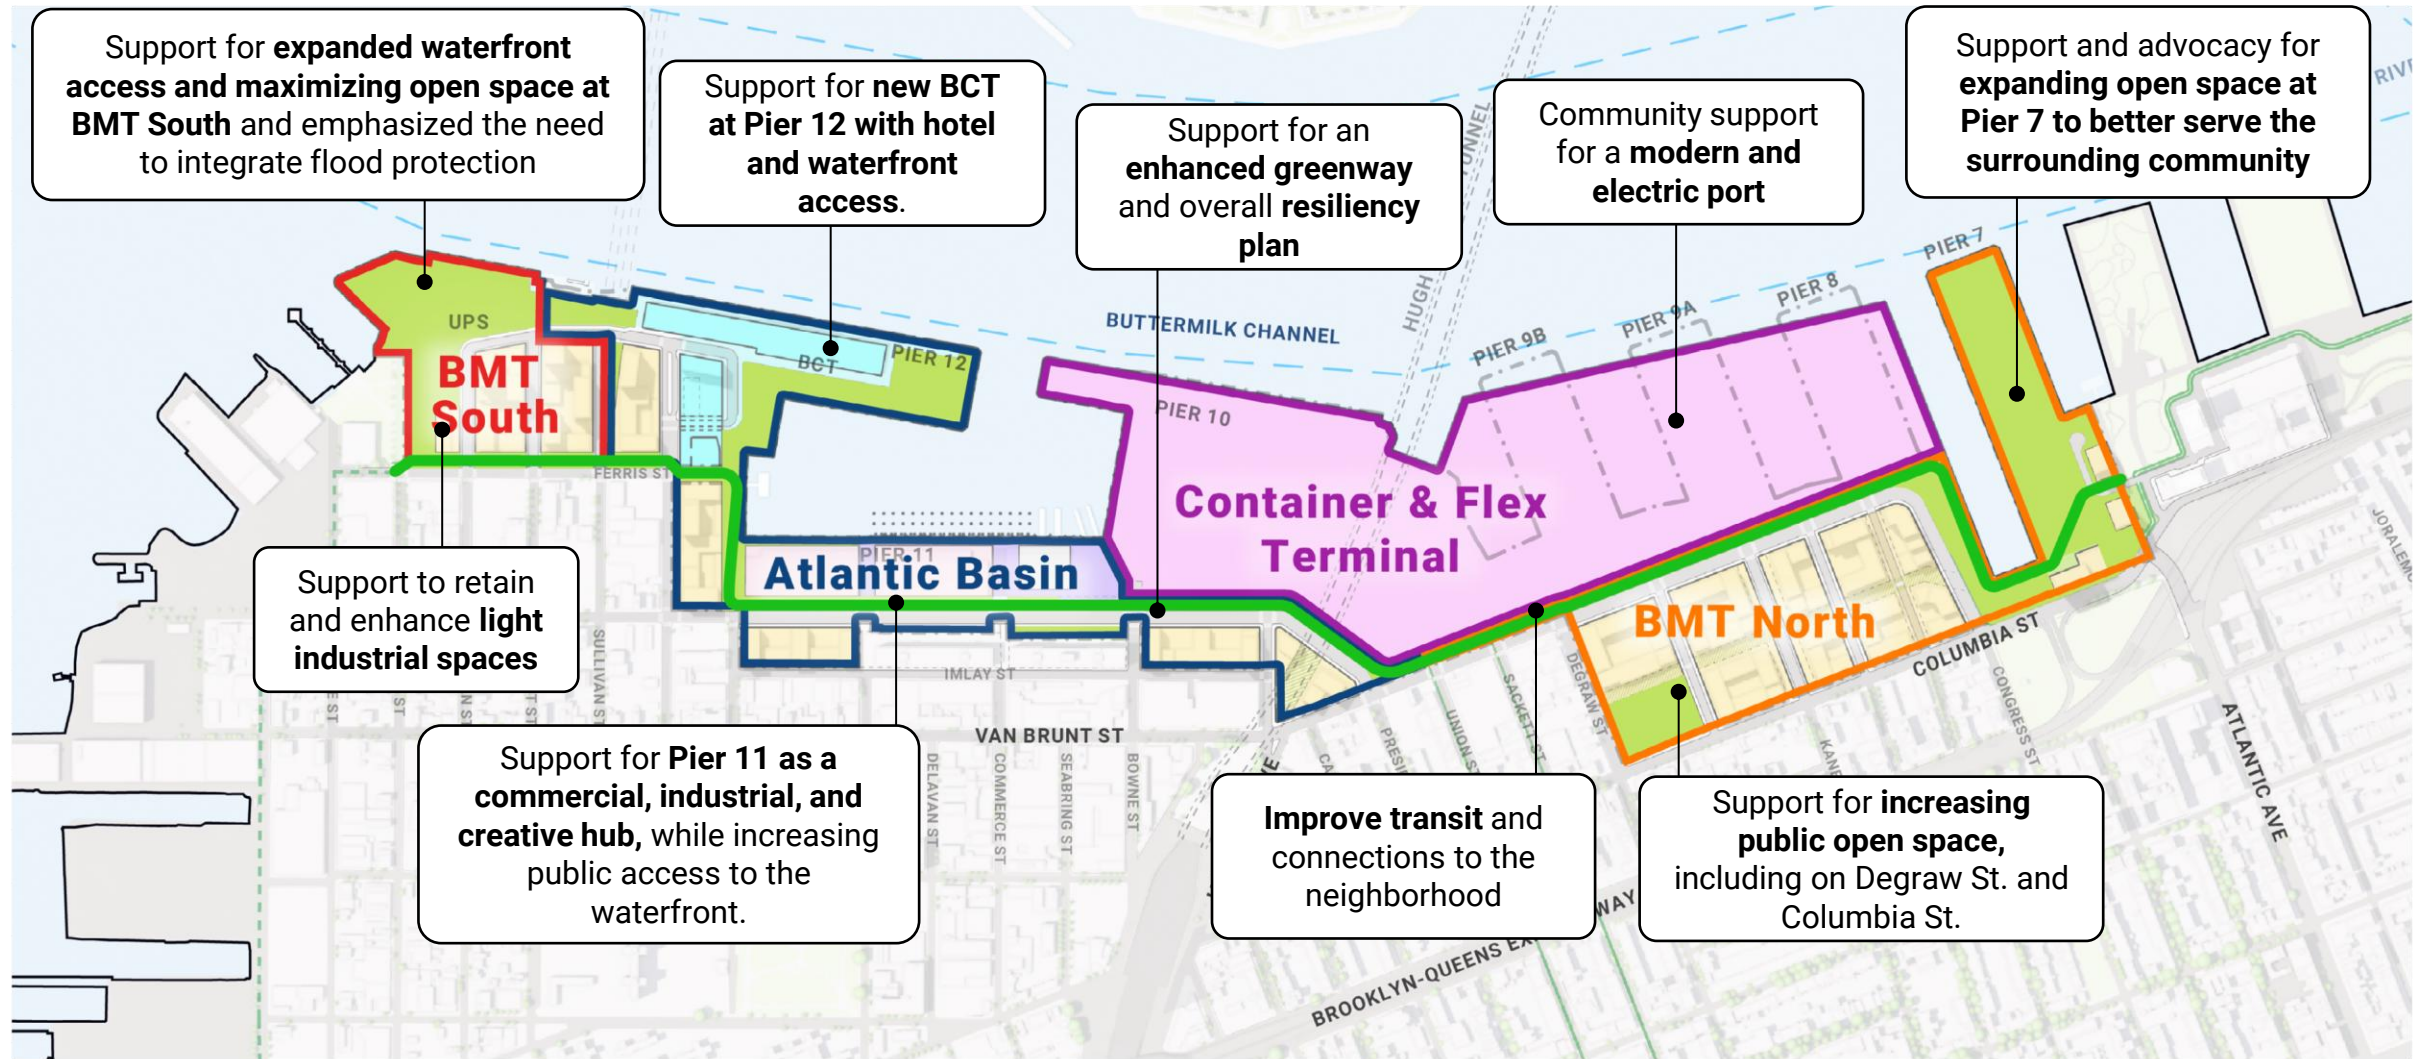 Support for expanded waterfront
access and maximizing open space at
BMT South and emphasized the need
to integrate flood protection
Support for new BCT
at Pier 12 with hotel
and waterfront
access.
Support for an
enhanced greenway
and overall resiliency
plan
Community support
for a modern and
electric port
Support and advocacy for
expanding open space at
Pier 7 to better serve the
surrounding community
UPS
BMT
South
BCT
PIER 12
BUTTERMILK CHANNEL
HUGH
TUNNEL
PIER 9B
PIER 9A
PIER 8
PIER 7
PIER 10
Container & Flex
Terminal
FERRIS ST
PIER 11
Atlantic Basin
BMT North
COLUMBIA ST
Support to retain
and enhance light
industrial spaces
SULLIVAN ST
ST
IMLAY ST
VAN BRUNT ST
DELAVAN ST
COMMERCE ST
SEABRING ST
BOWNE ST
UNION ST
SACKETT ST
DEGRAW ST
CONGRESS ST
ATLANTIC AVE
Support for Pier 11 as a
commercial, industrial, and
creative hub, while increasing
public access to the
waterfront.
Improve transit and
connections to the
neighborhood
Support for increasing
public open space,
including on Degraw St. and
Columbia St.
BROOKLYN-QUEENS